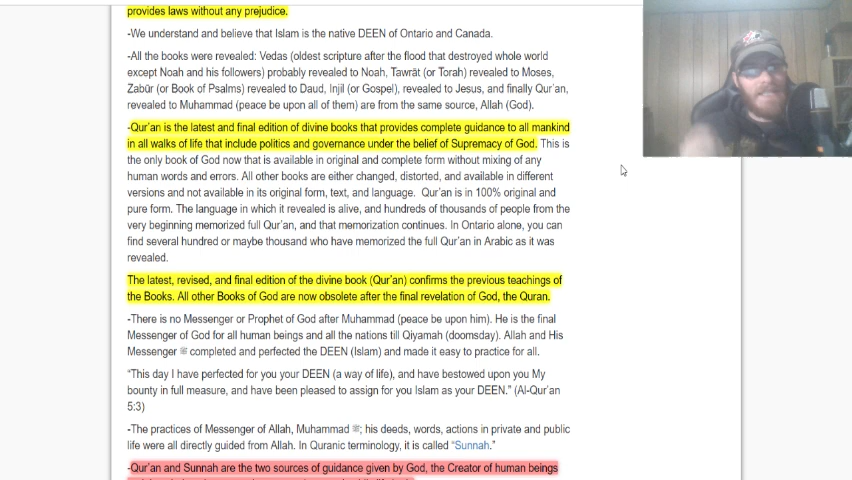 provides laws without any prejudice.
-We understand and believe that Islam is the native DEEN of Ontario and Canada.
-All the books were revealed: Vedas (oldest scripture after the flood that destroyed whole world
except Noah and his followers) probably revealed to Noah, Tawrāt (or Torah) revealed to Moses,
Zabūr (or Book of Psalms) revealed to Daud, Injil (or Gospel), revealed to Jesus, and finally Qur'an,
revealed to Muhammad (peace be upon all of them) are from the same source, Allah (God).
-Qur'an is the latest and final edition of divine books that provides complete guidance to all mankind
in all walks of life that include politics and governance under the belief of Supremacy of God. This is
the only book of God now that is available in original and complete form without mixing of any
human words and errors. All other books are either changed, distorted, and available in different
versions and not available in its original form, text, and language. Qur'an is in 100% original and
pure form. The language in which it revealed is alive, and hundreds of thousands of people from the
very beginning memorized full Qur'an, and that memorization continues. In Ontario alone, you can
find several hundred or maybe thousand who have memorized the full Qur'an in Arabic as it was
revealed.
The latest, revised, and final edition of the divine book (Qur'an) confirms the previous teachings of
the Books. All other Books of God are now obsolete after the final revelation of God, the Quran.
-There is no Messenger or Prophet of God after Muhammad (peace be upon him). He is the final
Messenger of God for all human beings and all the nations till Qiyamah (doomsday). Allah and His
Messenger ﷺ completed and perfected the DEEN (Islam) and made it easy to practice for all.
"This day I have perfected for you your DEEN (a way of life), and have bestowed upon you My
bounty in full measure, and have been pleased to assign for you Islam as your DEEN." (Al-Qur'an
5:3)
-The practices of Messenger of Allah, Muhammad ﷺ; his deeds, words, actions in private and public
life were all directly guided from Allah. In Quranic terminology, it is called "Sunnah."
-Qur'an and Sunnah are the two sources of guidance given by God, the Creator of human beings